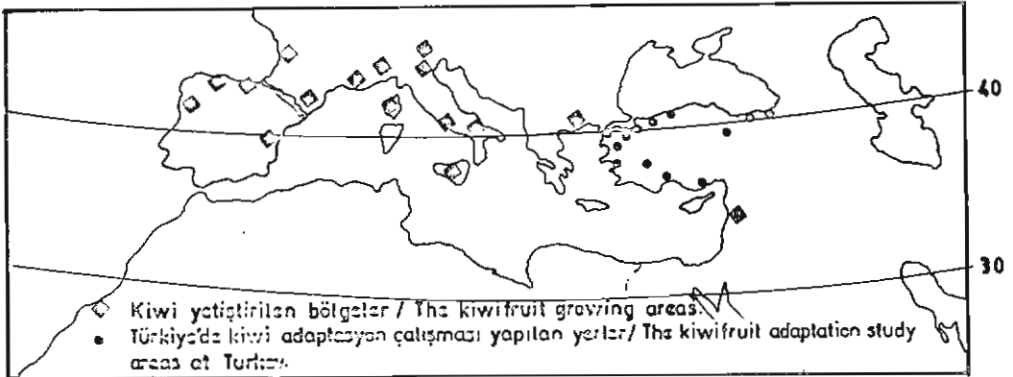 40
30
Kiwi yetiştirilen bölgeler / The kiwifruit growing areas.
Türkiye'de kiwi adaptasyon çalışması yapılan yerler/ The kiwifruit adaptation study
areas at Turkey.